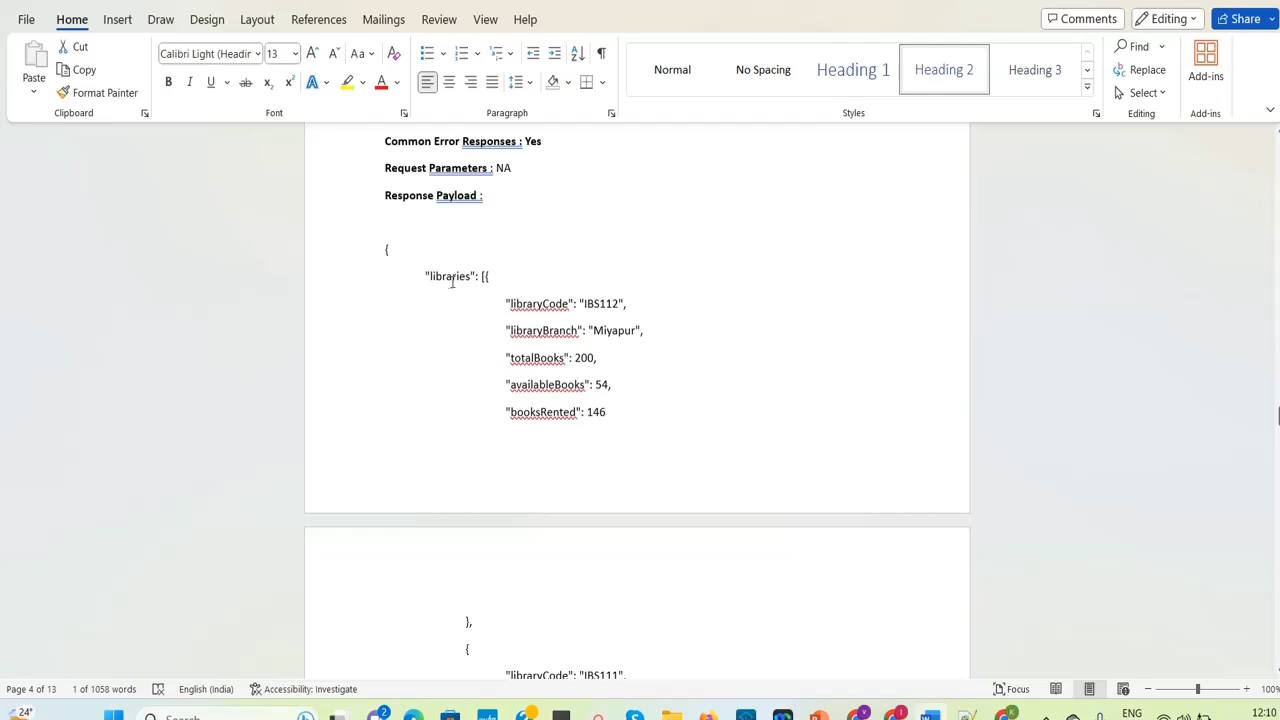 File Home Insert Draw Design Layout References Mailings Review View Help Comments Editing Share
Paste Cut Copy Format Painter Clipboard
Calibri Light (Headir 13 Aa Font
Paragraph
Normal No Spacing Heading 1 Heading 2 Heading 3 Styles
Find Replace Select Editing
Add-ins Add-ins
Common Error Responses : Yes
Request Parameters : NA
Response Payload :
{
"libraries": [{
"libraryCode": "IBS112",
"libraryBranch": "Miyapur",
"totalBooks": 200,
"availableBooks": 54,
"booksRented": 146
},
{
"libraryCode": "IBS111",
Page 4 of 13 1 of 1058 words English (India) Accessibility: Investigate Focus 100%
24° Search 2 ENG 12:10